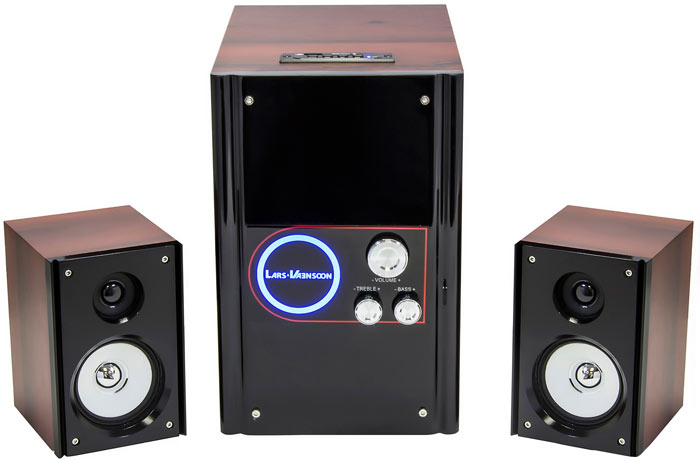 LARS & VAENSOON
- VOLUME +
- TREBLE +
- BASS +